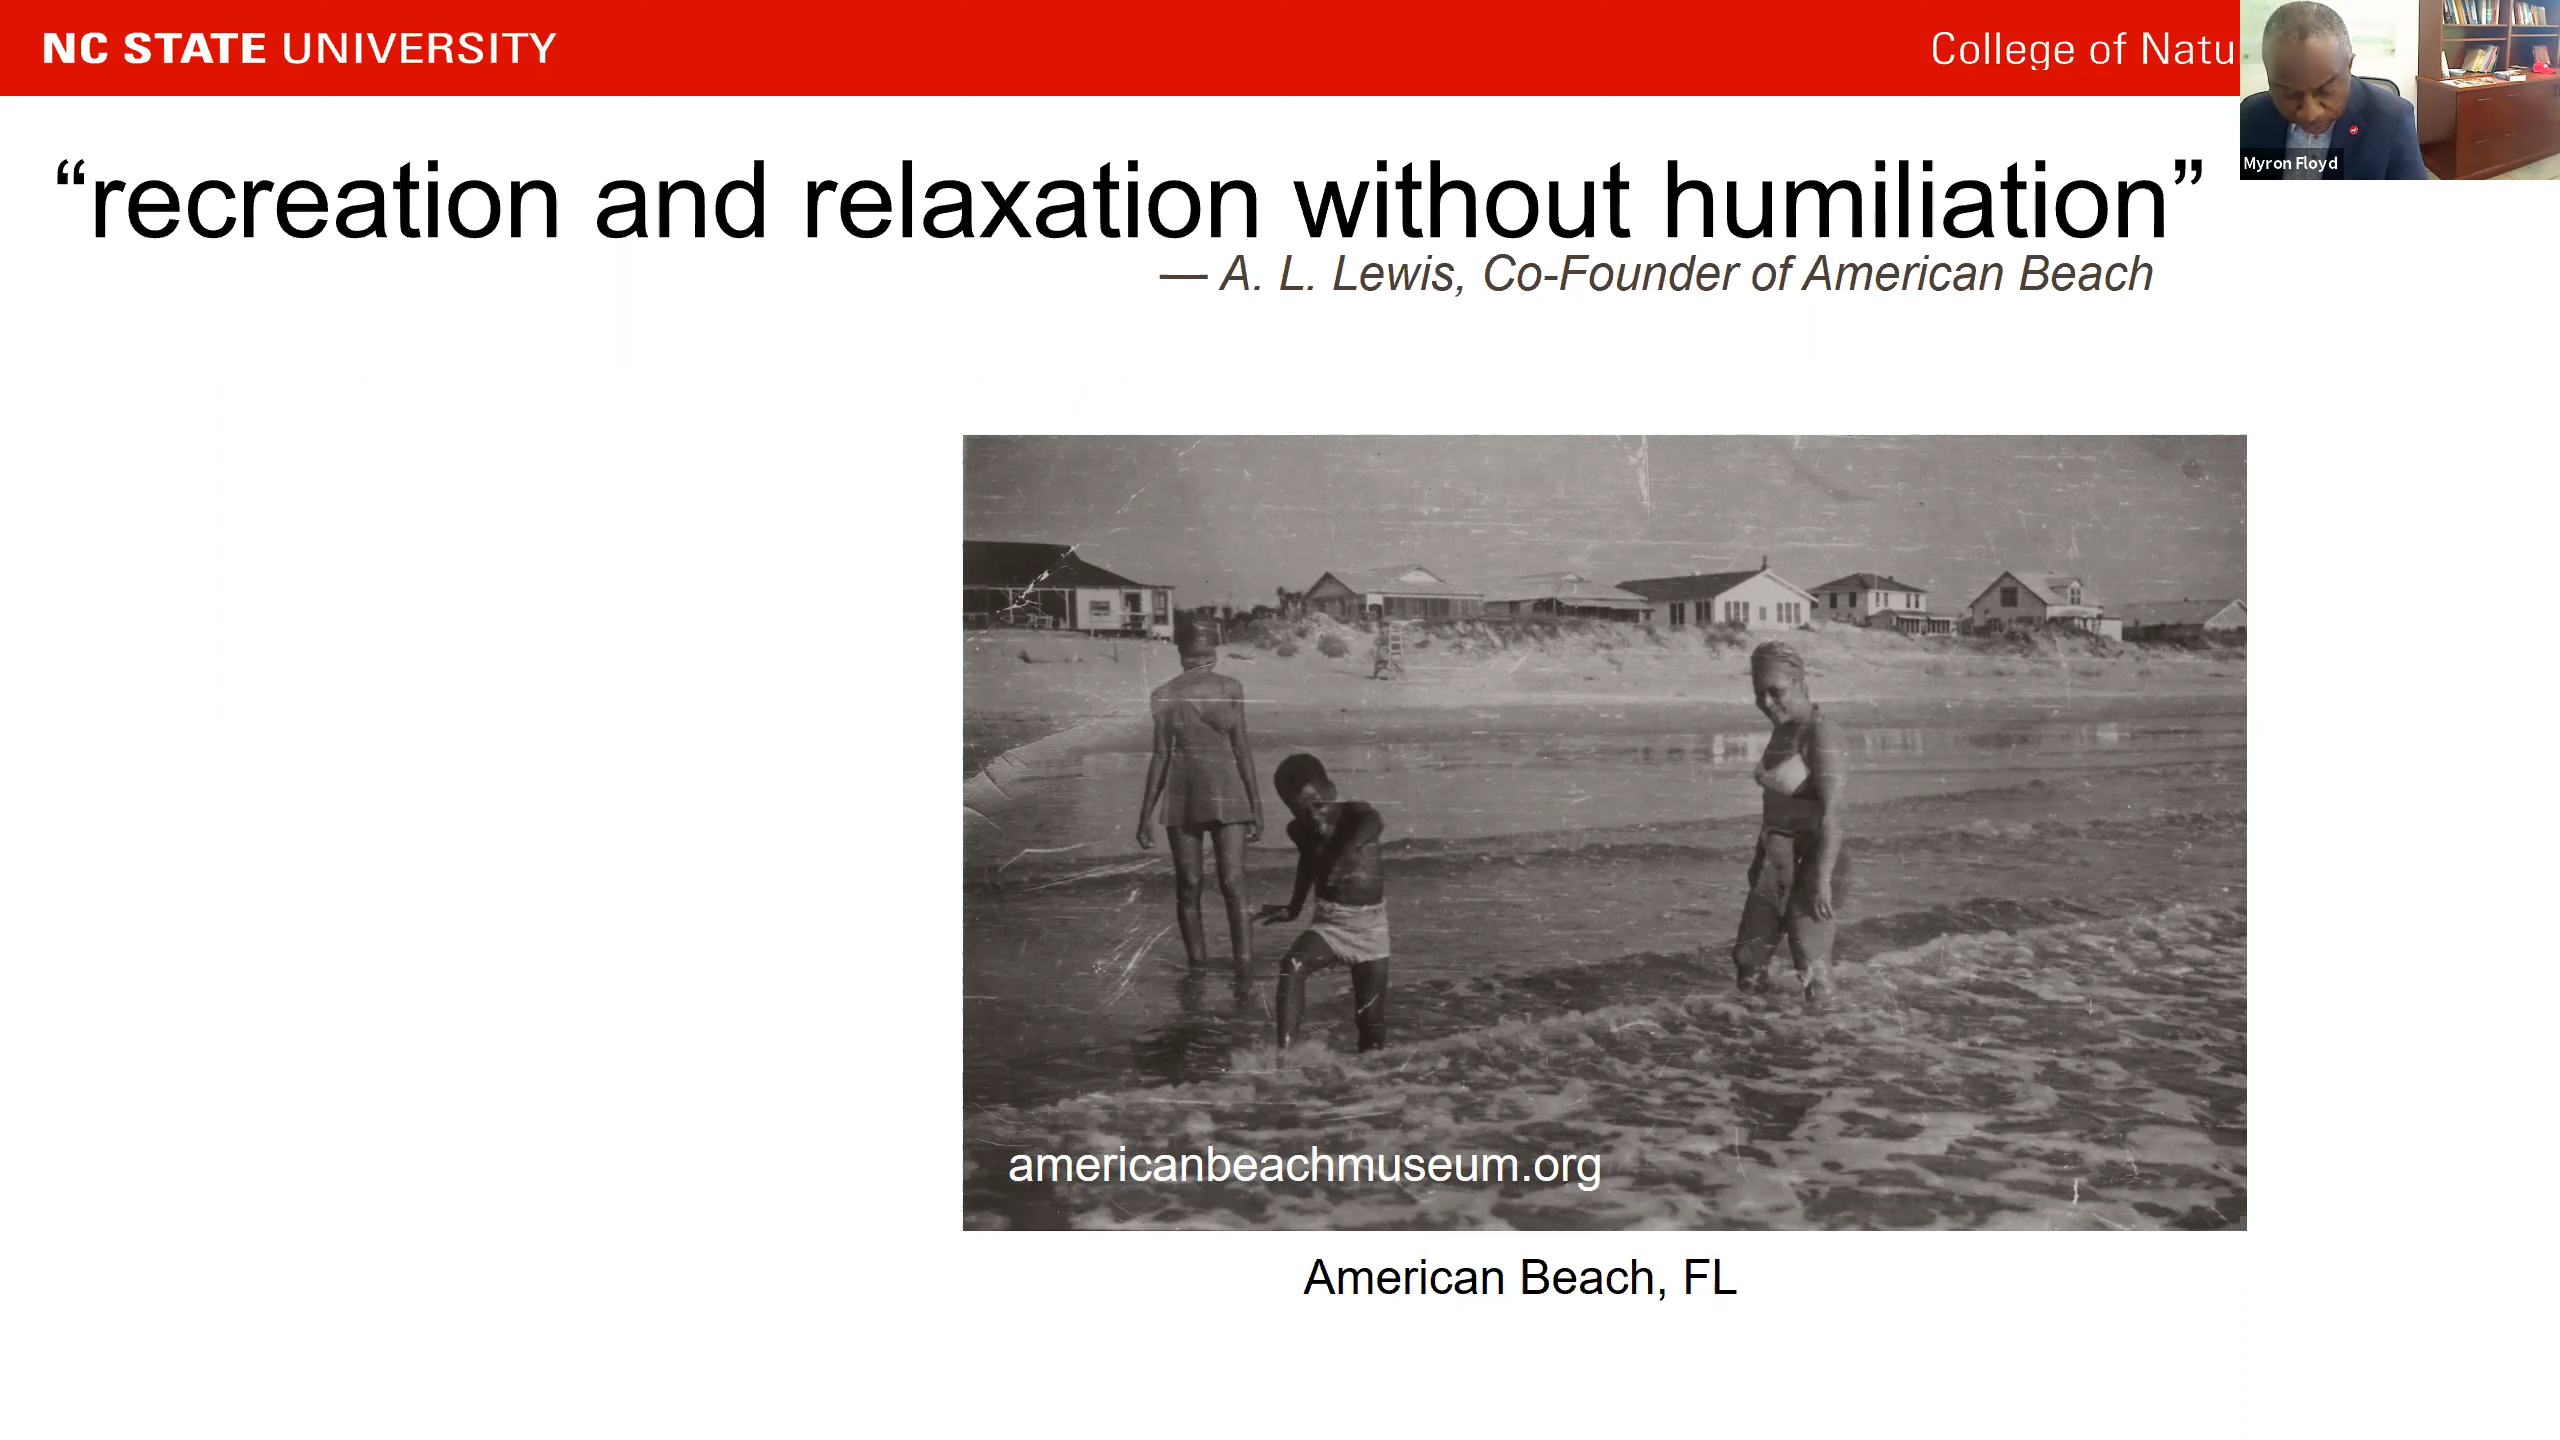 NC STATE UNIVERSITY
College of Natu
Myron Floyd
“recreation and relaxation without humiliation”
— A. L. Lewis, Co-Founder of American Beach
americanbeachmuseum.org
American Beach, FL